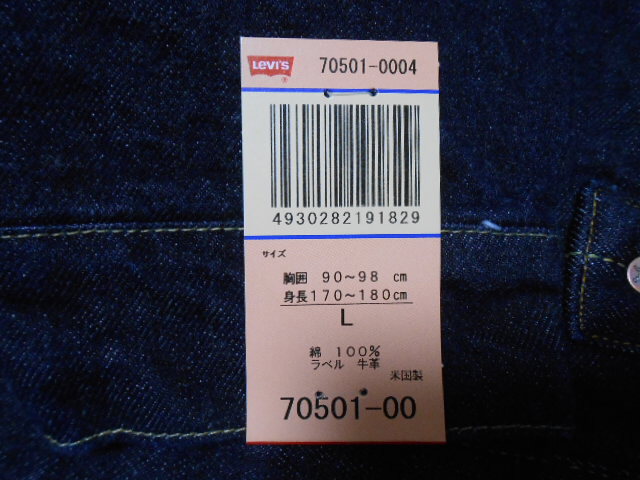 LEVI'S ® 70501-0004
4930282191829
サイズ
胸囲 90~98 cm
身長170~180cm
L
綿 100%
ラベル 牛革
米国製
70501-00